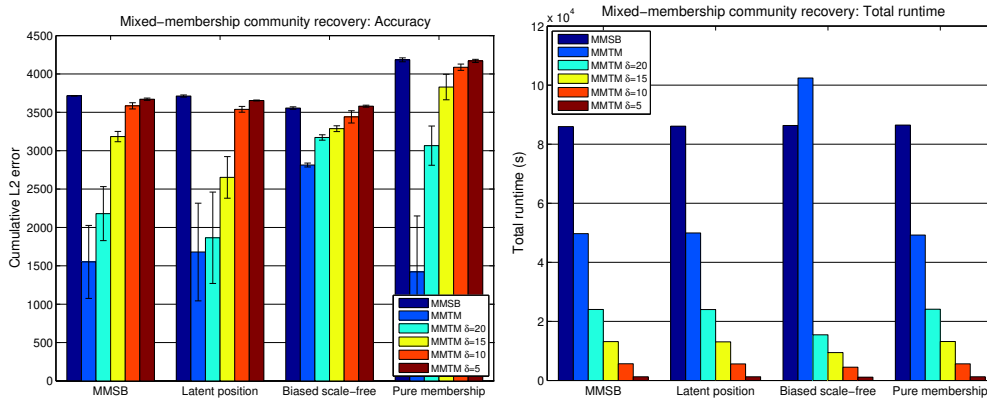 Mixed−membership community recovery: Accuracy
4500
4000
3500
3000
2500
2000
1500
1000
500
0
Cumulative L2 error
MMSB
MMTM
MMTM δ=20
MMTM δ=15
MMTM δ=10
MMTM δ=5
MMSB
Latent position
Biased scale−free
Pure membership
Mixed−membership community recovery: Total runtime
x 10^4
12
10
8
6
4
2
0
Total runtime (s)
MMSB
MMTM
MMTM δ=20
MMTM δ=15
MMTM δ=10
MMTM δ=5
MMSB
Latent position
Biased scale−free
Pure membership